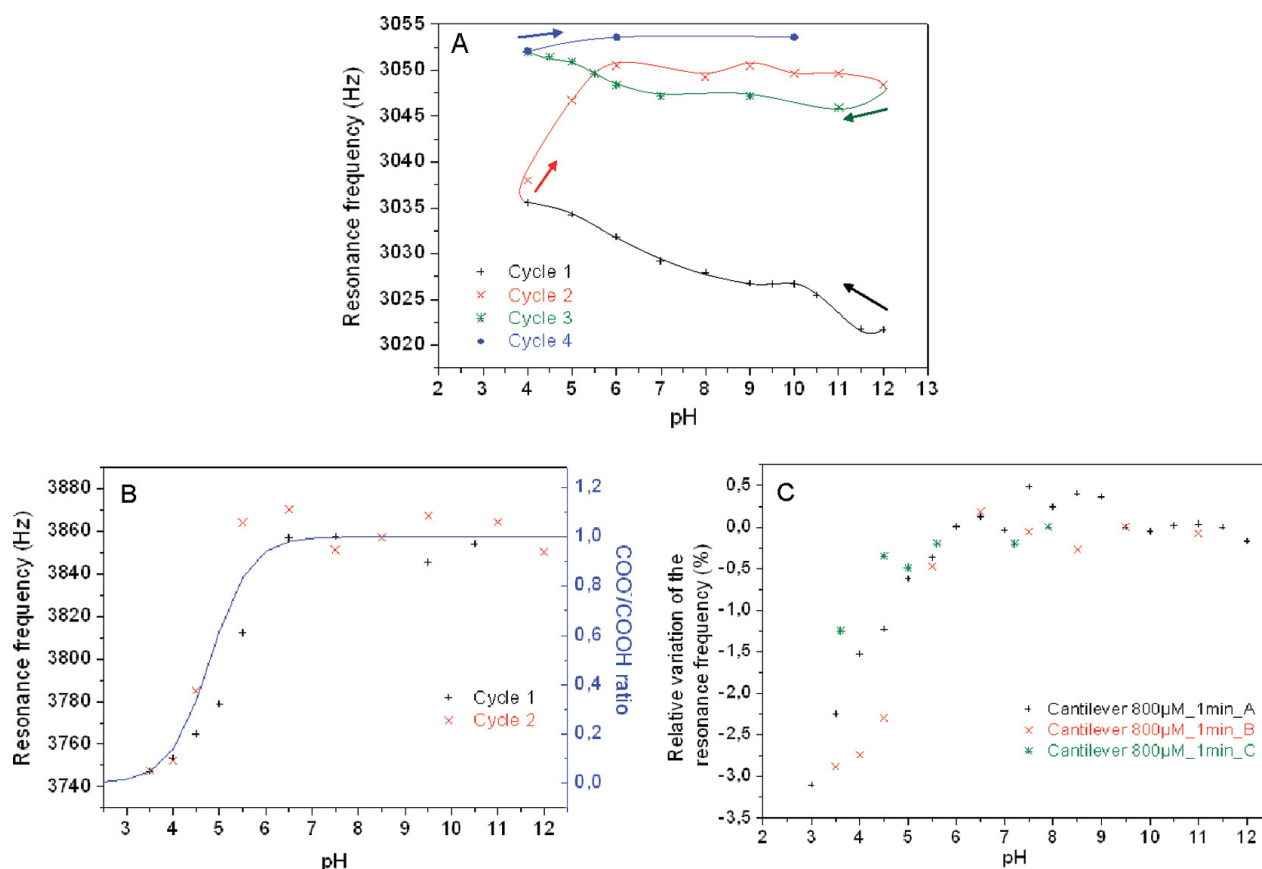 A
Resonance frequency (Hz)
3055
3050
3045
3040
3035
3030
3025
3020
Cycle 1
Cycle 2
Cycle 3
Cycle 4
2 3 4 5 6 7 8 9 10 11 12 13
pH
B
Resonance frequency (Hz)
3880
3860
3840
3820
3800
3780
3760
3740
1,2
1,0
0,8
0,6
0,4
0,2
0,0
COO⁻/COOH ratio
Cycle 1
Cycle 2
3 4 5 6 7 8 9 10 11 12
pH
C
Relative variation of the
resonance frequency (%)
0,5
0,0
-0,5
-1,0
-1,5
-2,0
-2,5
-3,0
-3,5
Cantilever 800µM_1min_A
Cantilever 800µM_1min_B
Cantilever 800µM_1min_C
2 3 4 5 6 7 8 9 10 11 12
pH